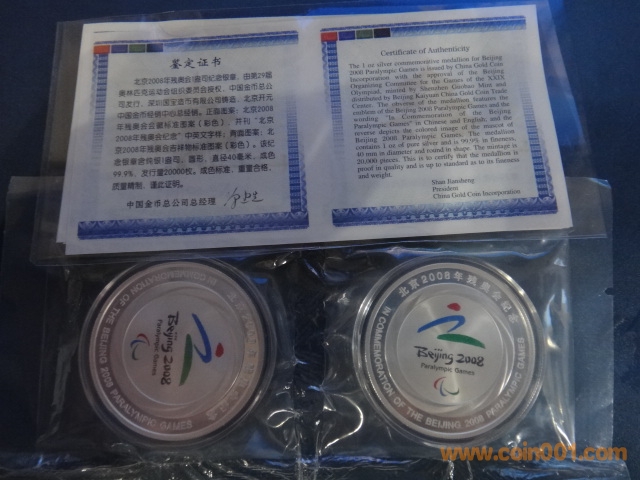 鉴定证书
北京2008年残奥会1盎司纪念银章,由第29届
奥林匹克运动会组织委员会授权,中国金币总公
司发行,深圳国宝造币有限公司铸造,北京开元
中国金币经销中心总经销。正面图案:北京2008
年残奥会会徽标准图案(彩色),并刊“北京
2008年残奥会纪念”中英文字样;背面图案:北
京2008年残奥会吉祥物标准图案(彩色)。该纪
念银章含纯银1盎司,圆形,直径40毫米,成色
99.9%,发行量20000枚。成色标准,重量合格,
质量精制,谨此证明。
中国金币总公司总经理
Certificate of Authenticity
The 1 oz silver commemorative medallion for Beijing
2008 Paralympic Games is issued by China Gold Coin
Incorporation with the approval of the Beijing
Organizing Committee for the Games of the XXIX
Olympiad, minted by Shenzhen Guobao Mint and
distributed by Beijing Kaiyuan China Gold Coin Trade
Center. The obverse of the medallion features the
emblem of the Beijing 2008 Paralympic Games and the
wording "In Commemoration of the Beijing 2008
Paralympic Games" in Chinese and English, and the
reverse depicts the colored image of the mascot of
Beijing 2008 Paralympic Games. The medallion
contains 1 oz of pure silver and is 99.9% in fineness,
40 mm in diameter and round in shape. The mintage is
20,000 pieces. This is to certify that the medallion is
proof in quality and is up to standard as to its fineness
and weight.
Shan Jiansheng
President
China Gold Coin Incorporation
IN COMMEMORATION OF THE BEIJING 2008 PARALYMPIC GAMES
Beijing 2008
Paralympic Games
北京2008年残奥会纪念
IN COMMEMORATION OF THE BEIJING 2008 PARALYMPIC GAMES
Beijing 2008
Paralympic Games
www.coin001.com